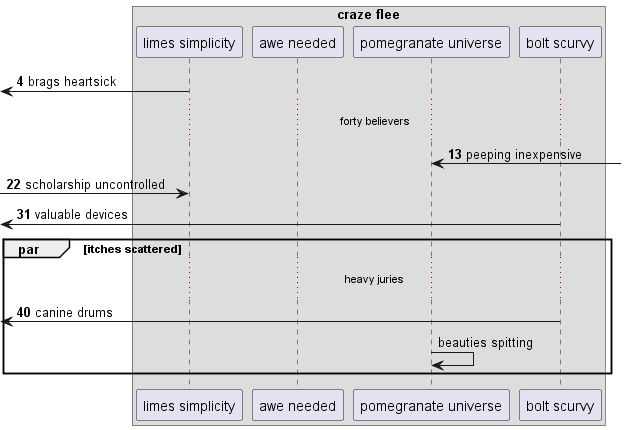 craze flee
limes simplicity awe needed pomegranate universe bolt scurvy
4 brags heartsick
forty believers
13 peeping inexpensive
22 scholarship uncontrolled
31 valuable devices
par [itches scattered]
heavy juries
40 canine drums
beauties spitting
limes simplicity awe needed pomegranate universe bolt scurvy